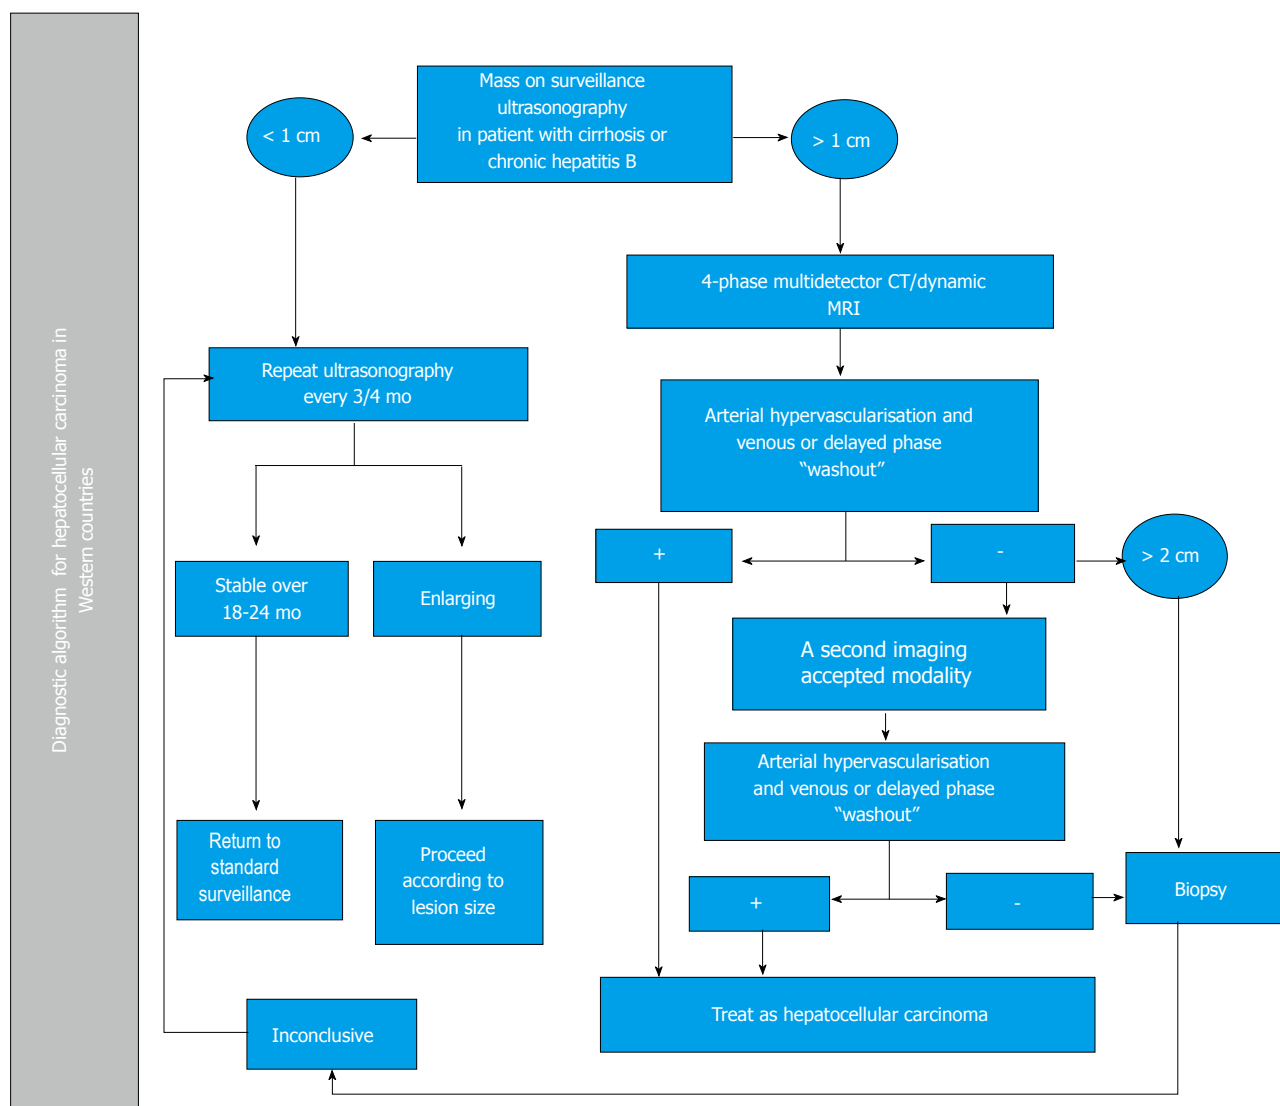 Diagnostic algorithm for hepatocellular carcinoma in
Western countries
Mass on surveillance
ultrasonography
in patient with cirrhosis or
chronic hepatitis B
< 1 cm
> 1 cm
4-phase multidetector CT/dynamic
MRI
Repeat ultrasonography
every 3/4 mo
Arterial hypervascularisation and
venous or delayed phase
“washout”
+
-
> 2 cm
Stable over
18-24 mo
Enlarging
A second imaging
accepted modality
Arterial hypervascularisation
and venous or delayed phase
“washout”
Return to
standard
surveillance
Proceed
according to
lesion size
+
-
Biopsy
Treat as hepatocellular carcinoma
Inconclusive